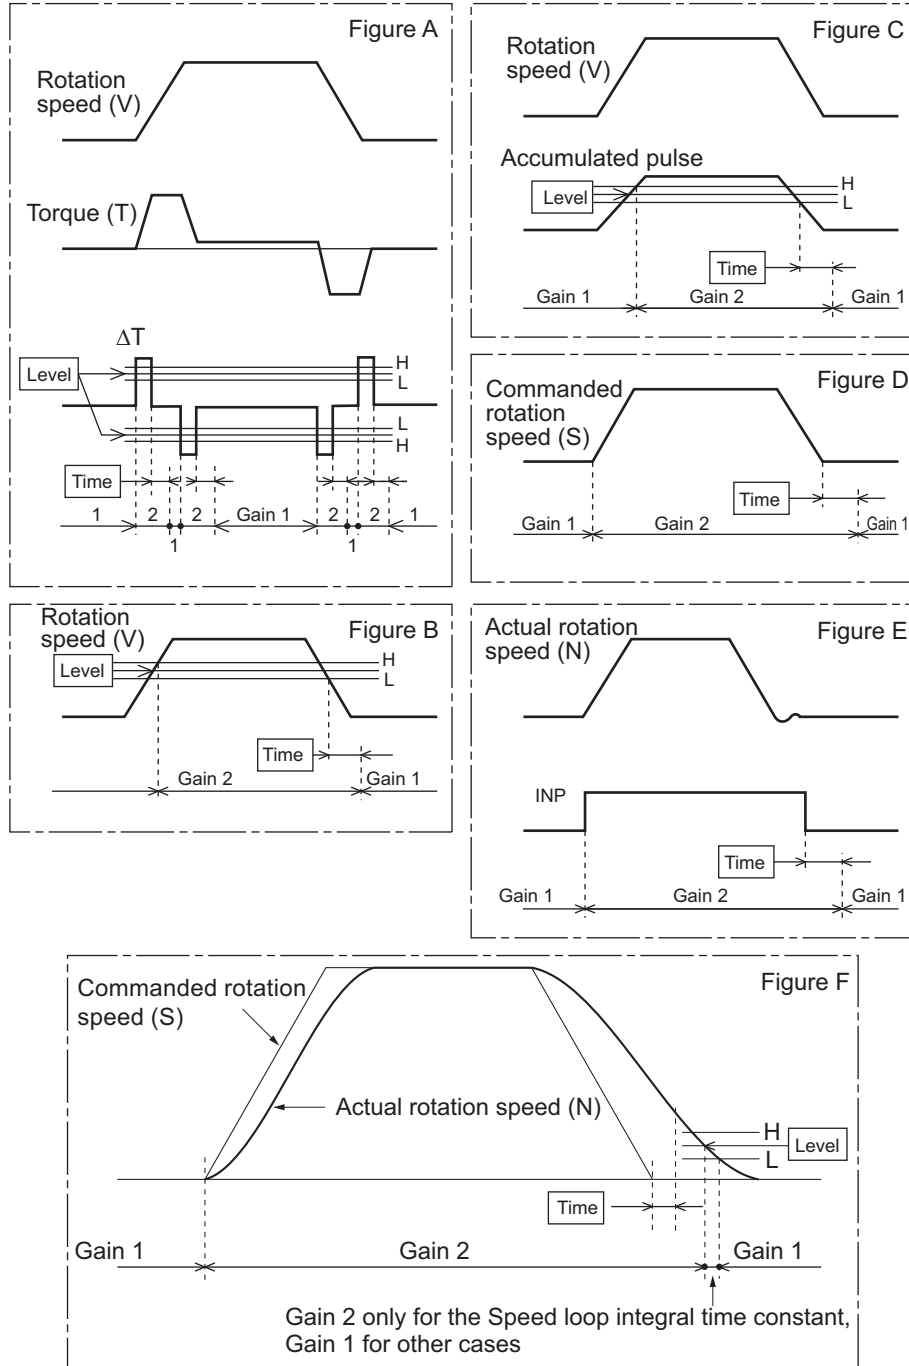 Figure A
Rotation
speed (V)
Torque (T)
ΔT
H
Level
L
L
H
Time
1 2 2 Gain 1 2 2 1
1 1
Rotation
speed (V)
Figure B
H
Level
L
Time
Gain 2 Gain 1
Figure C
Rotation
speed (V)
Accumulated pulse
H
Level
L
Time
Gain 1 Gain 2 Gain 1
Figure D
Commanded
rotation
speed (S)
Time
Gain 1 Gain 2 Gain 1
Actual rotation
speed (N)
Figure E
INP
Time
Gain 1 Gain 2 Gain 1
Figure F
Commanded rotation
speed (S)
Actual rotation speed (N)
H
Level
L
Time
Gain 1 Gain 2 Gain 1
Gain 2 only for the Speed loop integral time constant,
Gain 1 for other cases